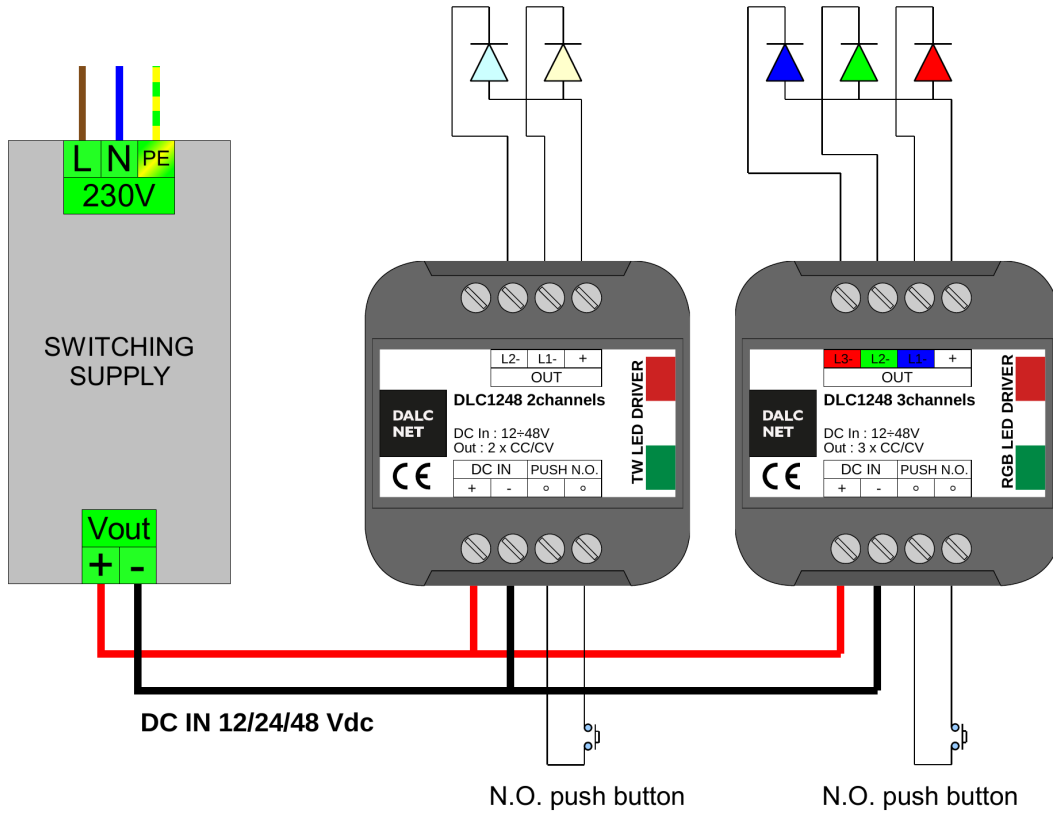 L N PE
230V
SWITCHING
SUPPLY
Vout
+ -
DC IN 12/24/48 Vdc
L2- L1- +
OUT
DLC1248 2channels
DALC
NET
DC In : 12÷48V
Out : 2 x CC/CV
CE
DC IN PUSH N.O.
+ - o o
TW LED DRIVER
N.O. push button
L3- L2- L1- +
OUT
DLC1248 3channels
DALC
NET
DC In : 12÷48V
Out : 3 x CC/CV
CE
DC IN PUSH N.O.
+ - o o
RGB LED DRIVER
N.O. push button